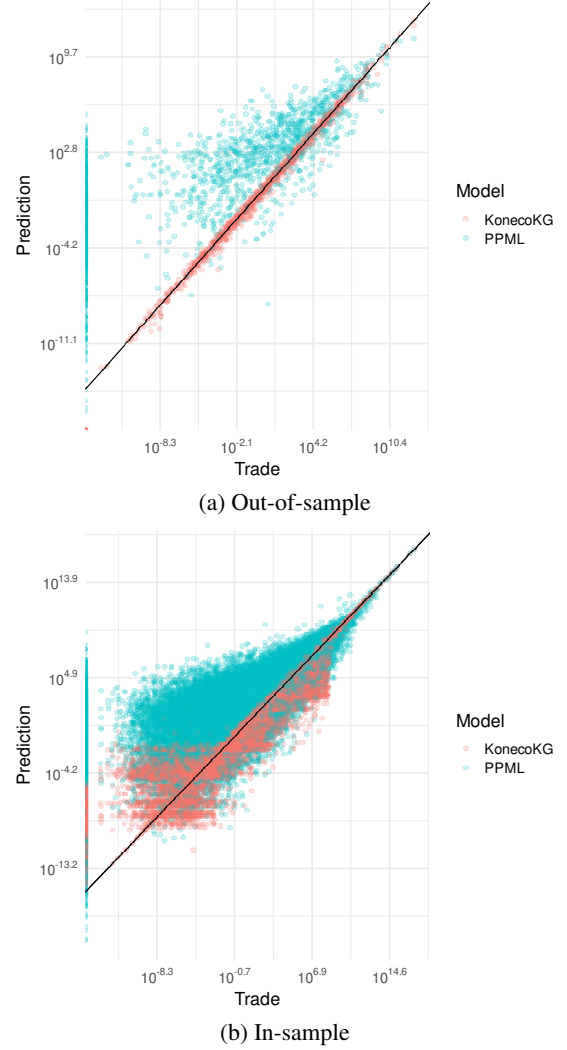 10^9.7
10^2.8
10^4.2
10^-11.1
Prediction
10^-8.3
10^-2.1
10^4.2
10^10.4
Trade
Model
KonecoKG
PPML
(a) Out-of-sample
10^13.9
10^4.9
10^4.2
10^-13.2
Prediction
10^-8.3
10^-0.7
10^6.9
10^14.6
Trade
Model
KonecoKG
PPML
(b) In-sample